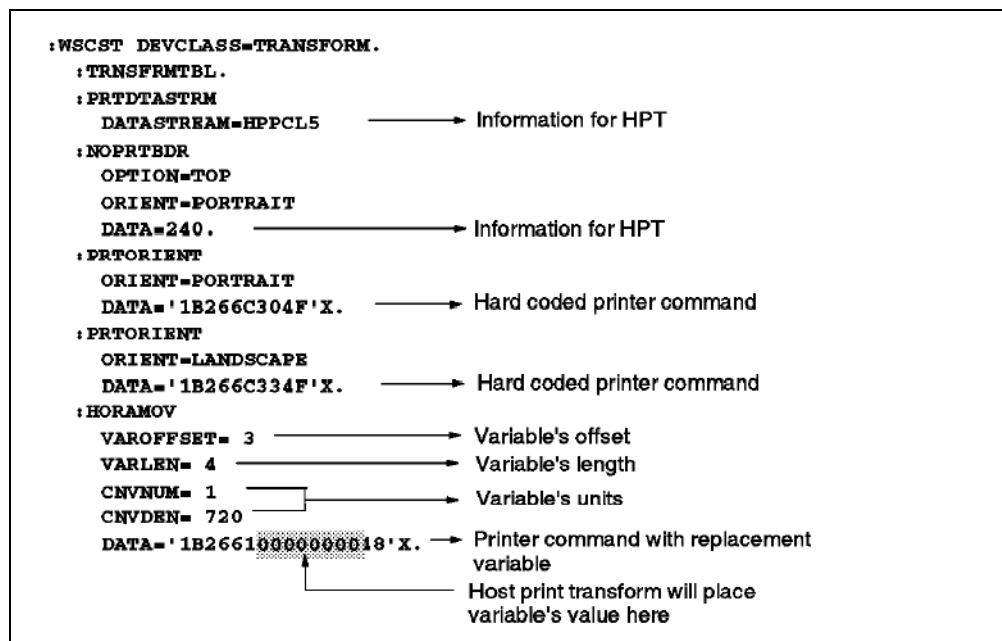 :WSCST DEVCLASS=TRANSFORM.
:TRNSFRMTBL.
:PRTDTASTRM
DATASTREAM=HPPCL5 Information for HPT
:NOPRTBDR
OPTION=TOP
ORIENT=PORTRAIT
DATA=240. Information for HPT
:PRTORIENT
ORIENT=PORTRAIT
DATA='1B266C304F'X. Hard coded printer command
:PRTORIENT
ORIENT=LANDSCAPE
DATA='1B266C334F'X. Hard coded printer command
:HORAMOV
VAROFFSET= 3 Variable's offset
VARLEN= 4 Variable's length
CNVNUM= 1
Variable's units
CNVDEN= 720
DATA='1B26610000000018'X. Printer command with replacement
variable
Host print transform will place
variable's value here